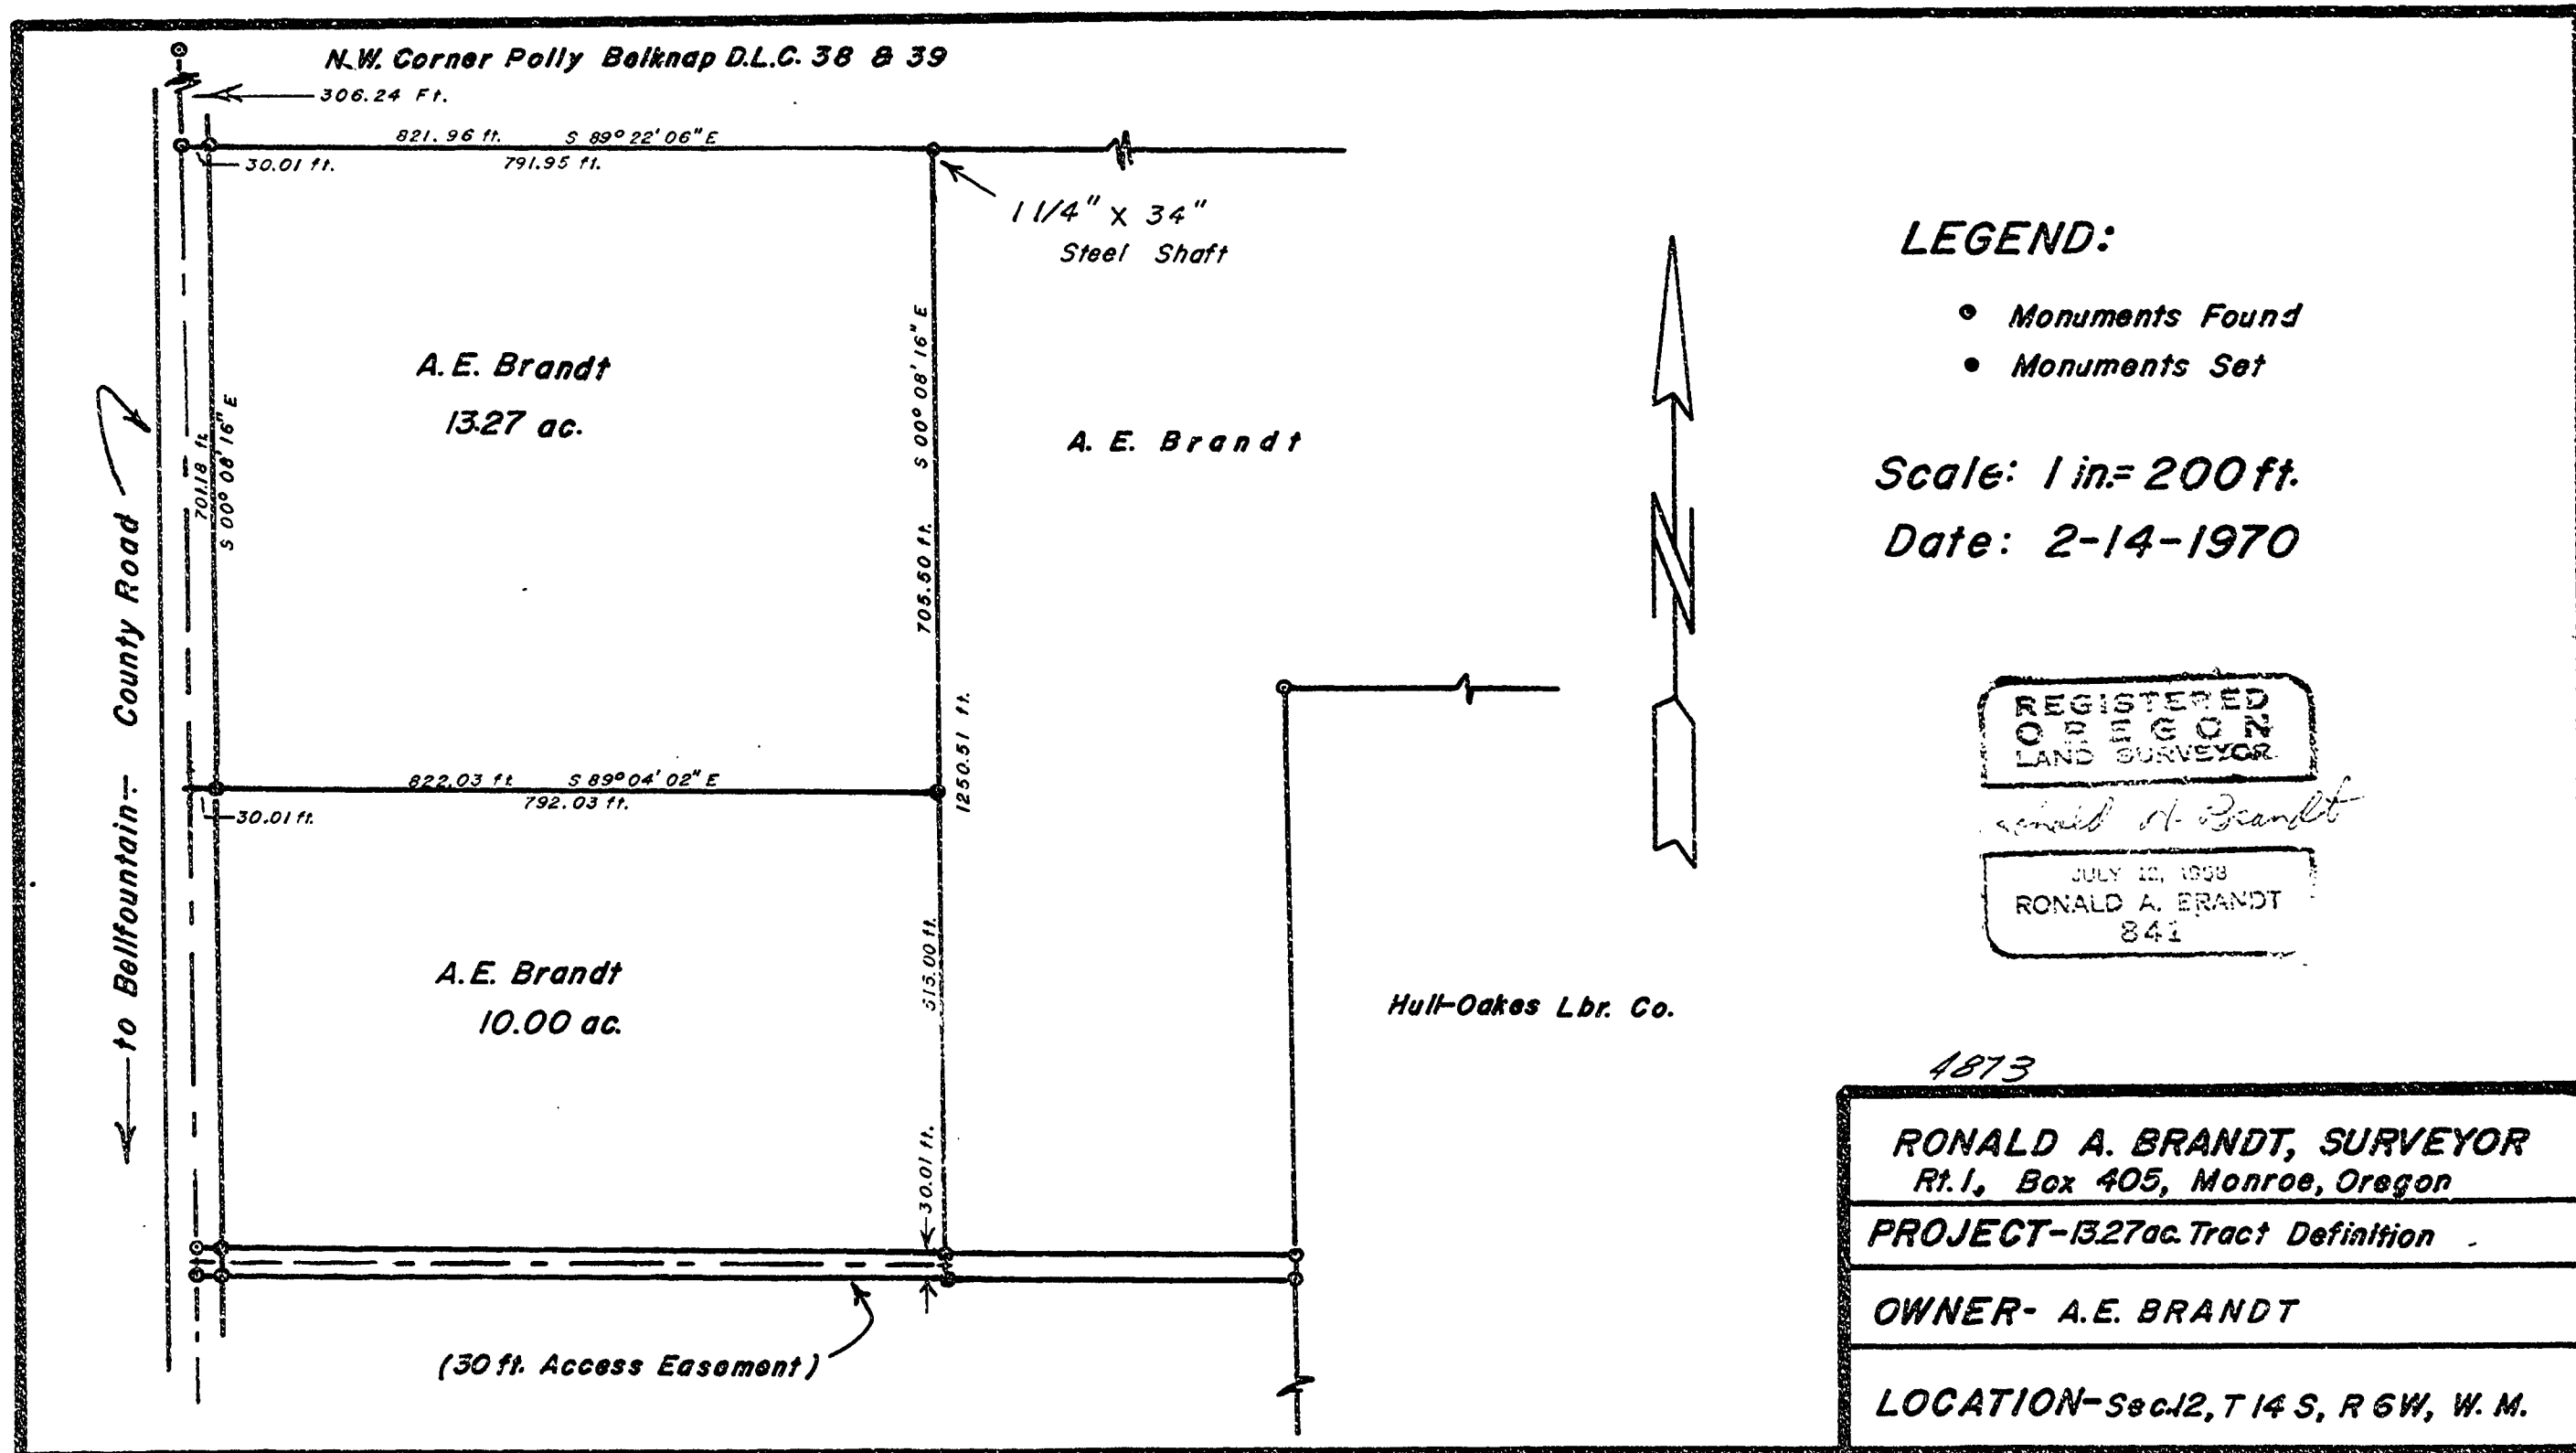 N.W. Corner Polly Belknap D.L.C. 38 & 39
306.24 Ft.
821.96 ft. S 89° 22' 06" E
30.01 ft.
791.95 ft.
1 1/4" x 34"
Steel Shaft
A. E. Brandt
13.27 ac.
701.18 ft.
S 00° 08' 16" E
S 00° 08' 16" E
705.50 ft.
A. E. Brandt
to Bellfountain - County Road
822.03 ft. S 89° 04' 02" E
30.01 ft.
792.03 ft.
1250.51 ft.
A. E. Brandt
10.00 ac.
515.00 ft.
30.01 ft.
Hull-Oakes Lbr. Co.
(30 ft. Access Easement)
LEGEND:
Monuments Found
Monuments Set
Scale: 1 in.= 200 ft.
Date: 2-14-1970
N
REGISTERED
OREGON
LAND SURVEYOR
A. Brandt
JULY 12,
RONALD A. BRANDT
841
4873
RONALD A. BRANDT, SURVEYOR
Rt. 1, Box 405, Monroe, Oregon
PROJECT-13.27ac. Tract Definition
OWNER- A.E. BRANDT
LOCATION-Sec.12, T 14 S, R 6W, W. M.